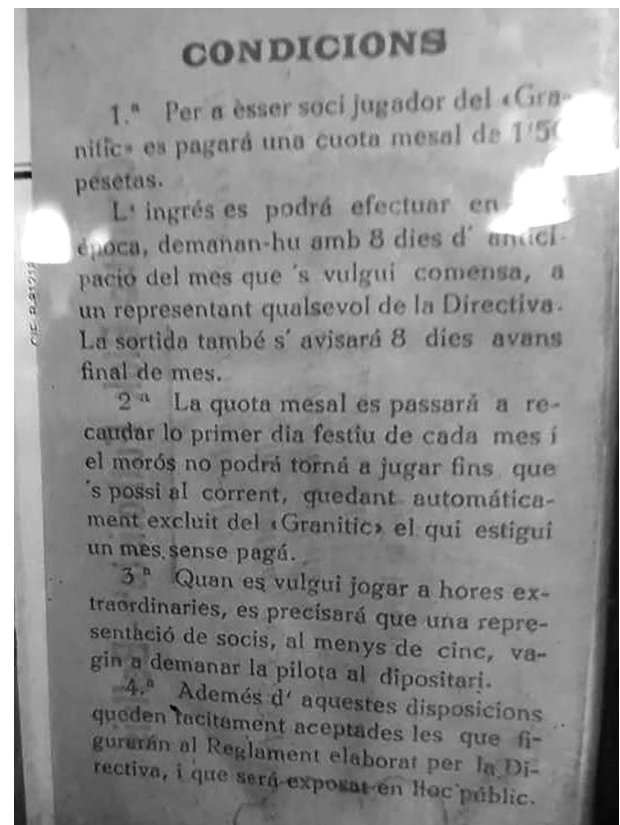 CONDICIONS
1.ª Per a èsser soci jugador del «Gra-
nitic» es pagará una cuota mesal de 1'50
pesetas.
L' ingrés es podrá efectuar en
época, demanan-hu amb 8 dies d' antici-
pació del mes que 's vulgui comensa, a
un representant qualsevol de la Directiva.
La sortida també s' avisará 8 dies avans
final de mes.
2ª La quota mesal es passará a re-
caudar lo primer dia festiu de cada mes i
el morós no podrá torná a jugar fins que
's possi al corrent, quedant automática-
ment excluit del «Granitic» el qui estigui
un mes sense pagá.
3ª Quan es vulgui jogar a hores ex-
traordinaries, es precisará que una repre-
sentació de socis, al menys de cinc, va-
gin a demanar la pilota al dipositari.
4.ª Ademés d' aquestes disposicions
queden tacitament aceptades les que fi-
gurarán al Reglament elaborat per la Di-
rectiva, i que será exposat en lloc públic.